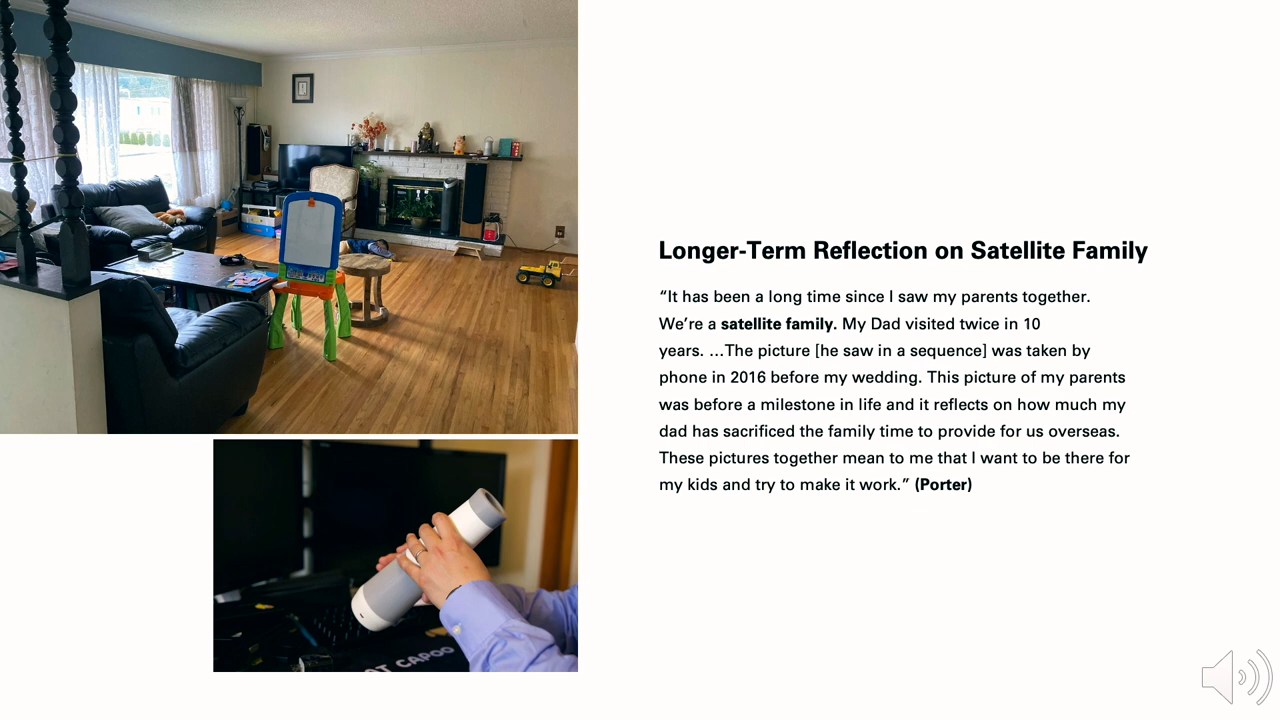 Longer-Term Reflection on Satellite Family
“It has been a long time since I saw my parents together.
We’re a satellite family. My Dad visited twice in 10
years. …The picture [he saw in a sequence] was taken by
phone in 2016 before my wedding. This picture of my parents
was before a milestone in life and it reflects on how much my
dad has sacrificed the family time to provide for us overseas.
These pictures together mean to me that I want to be there for
my kids and try to make it work.” (Porter)
CAPOO